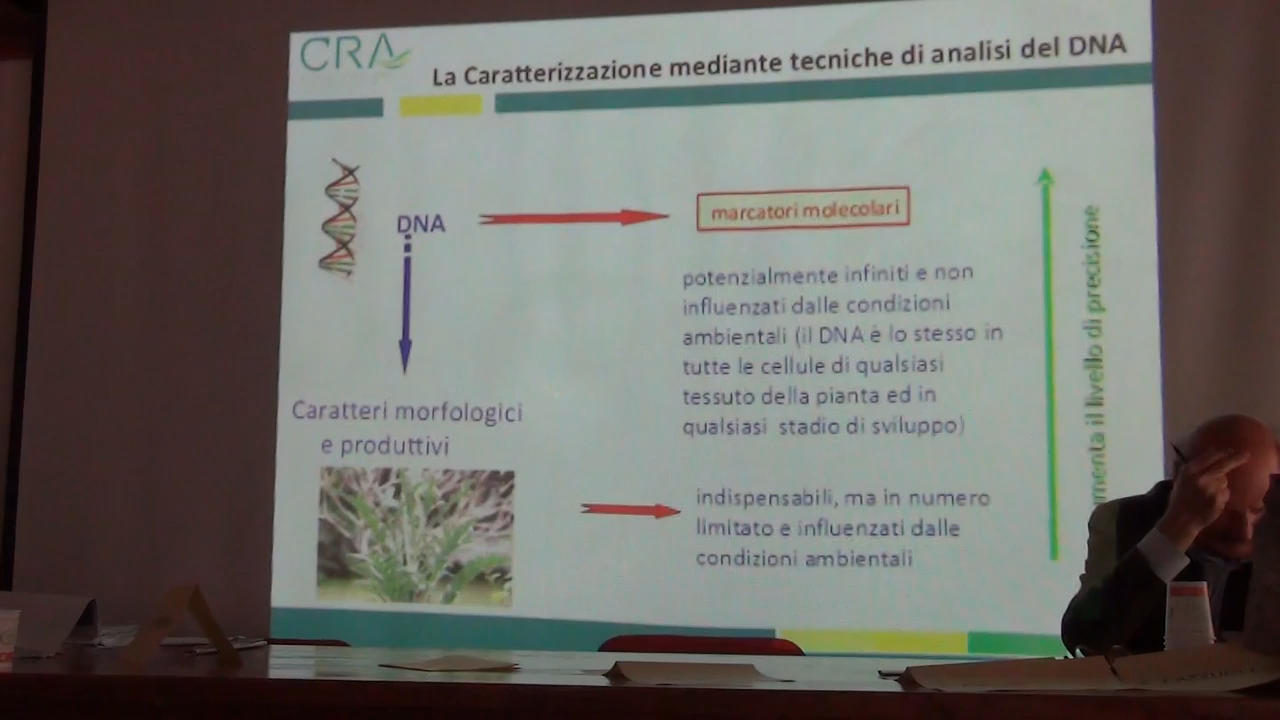 CRA
La Caratterizzazione mediante tecniche di analisi del DNA
DNA
marcatori molecolari
potenzialmente infiniti e non
influenzati dalle condizioni
ambientali (il DNA è lo stesso in
tutte le cellule di qualsiasi
tessuto della pianta ed in
qualsiasi stadio di sviluppo)
Caratteri morfologici
e produttivi
indispensabili, ma in numero
limitato e influenzati dalle
condizioni ambientali
menta il livello di precisione